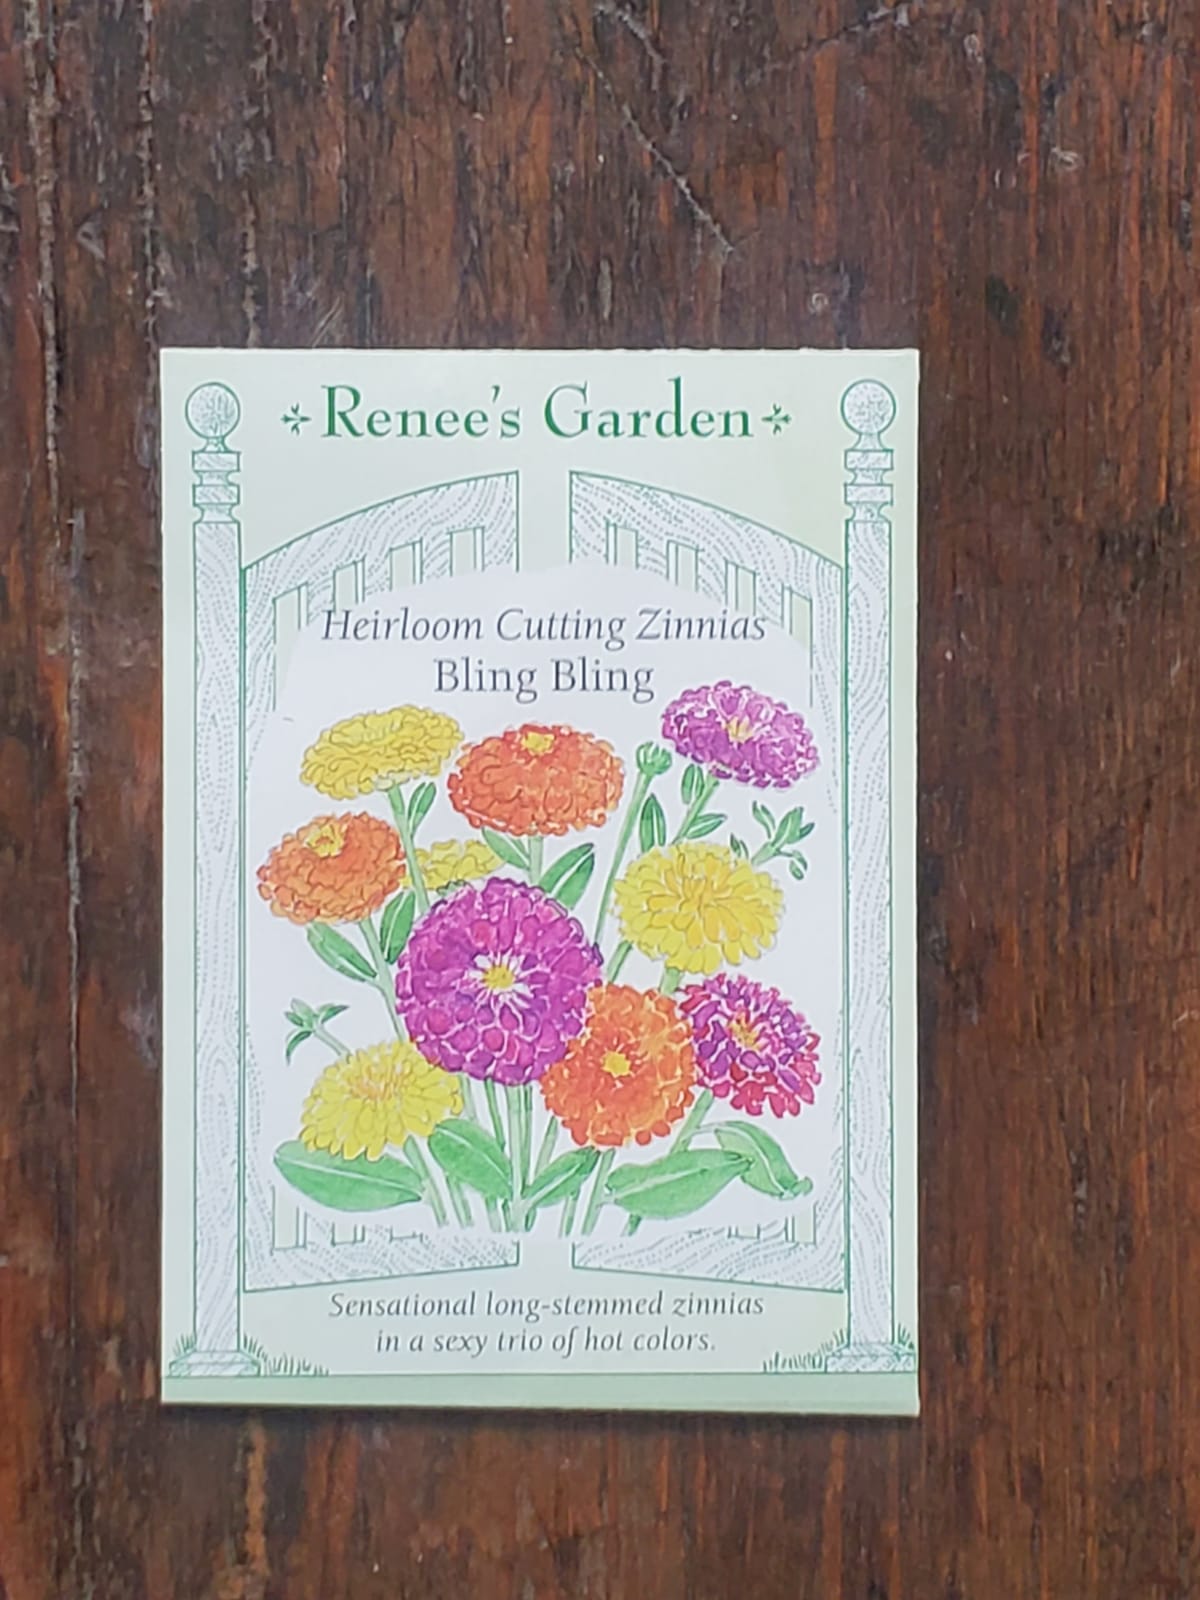 Renee's Garden
Heirloom Cutting Zinnias
Bling Bling
Sensational long-stemmed zinnias
in a sexy trio of hot colors.